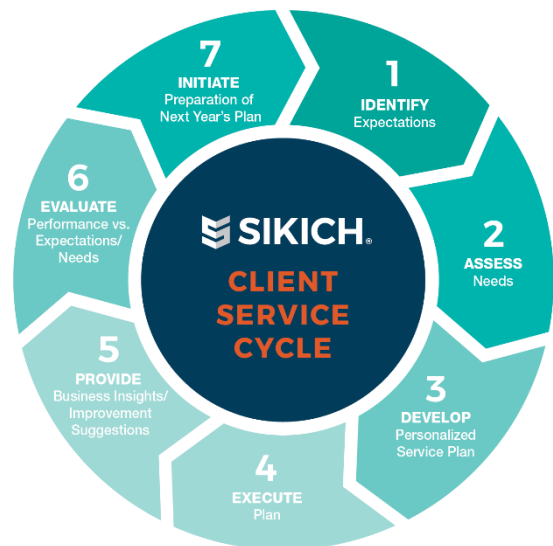 SIKICH®
CLIENT
SERVICE
CYCLE
1
IDENTIFY
Expectations
2
ASSESS
Needs
3
DEVELOP
Personalized
Service Plan
4
EXECUTE
Plan
5
PROVIDE
Business Insights/
Improvement
Suggestions
6
EVALUATE
Performance vs.
Expectations/
Needs
7
INITIATE
Preparation of
Next Year's Plan